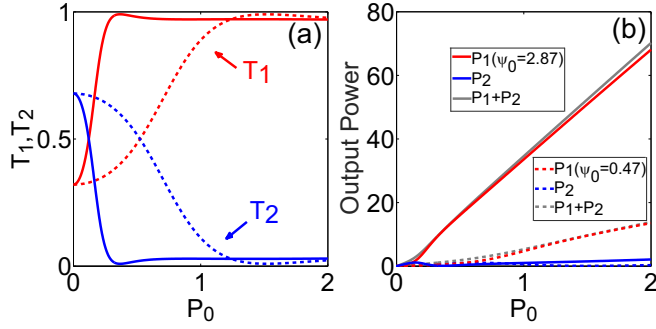 (a)
T1,T2
1
0.5
0
T1
T2
0
1
2
P0
(b)
Output Power
80
60
40
20
0
P1(ψ0=2.87)
P2
P1+P2
P1(ψ0=0.47)
P2
P1+P2
0
1
2
P0